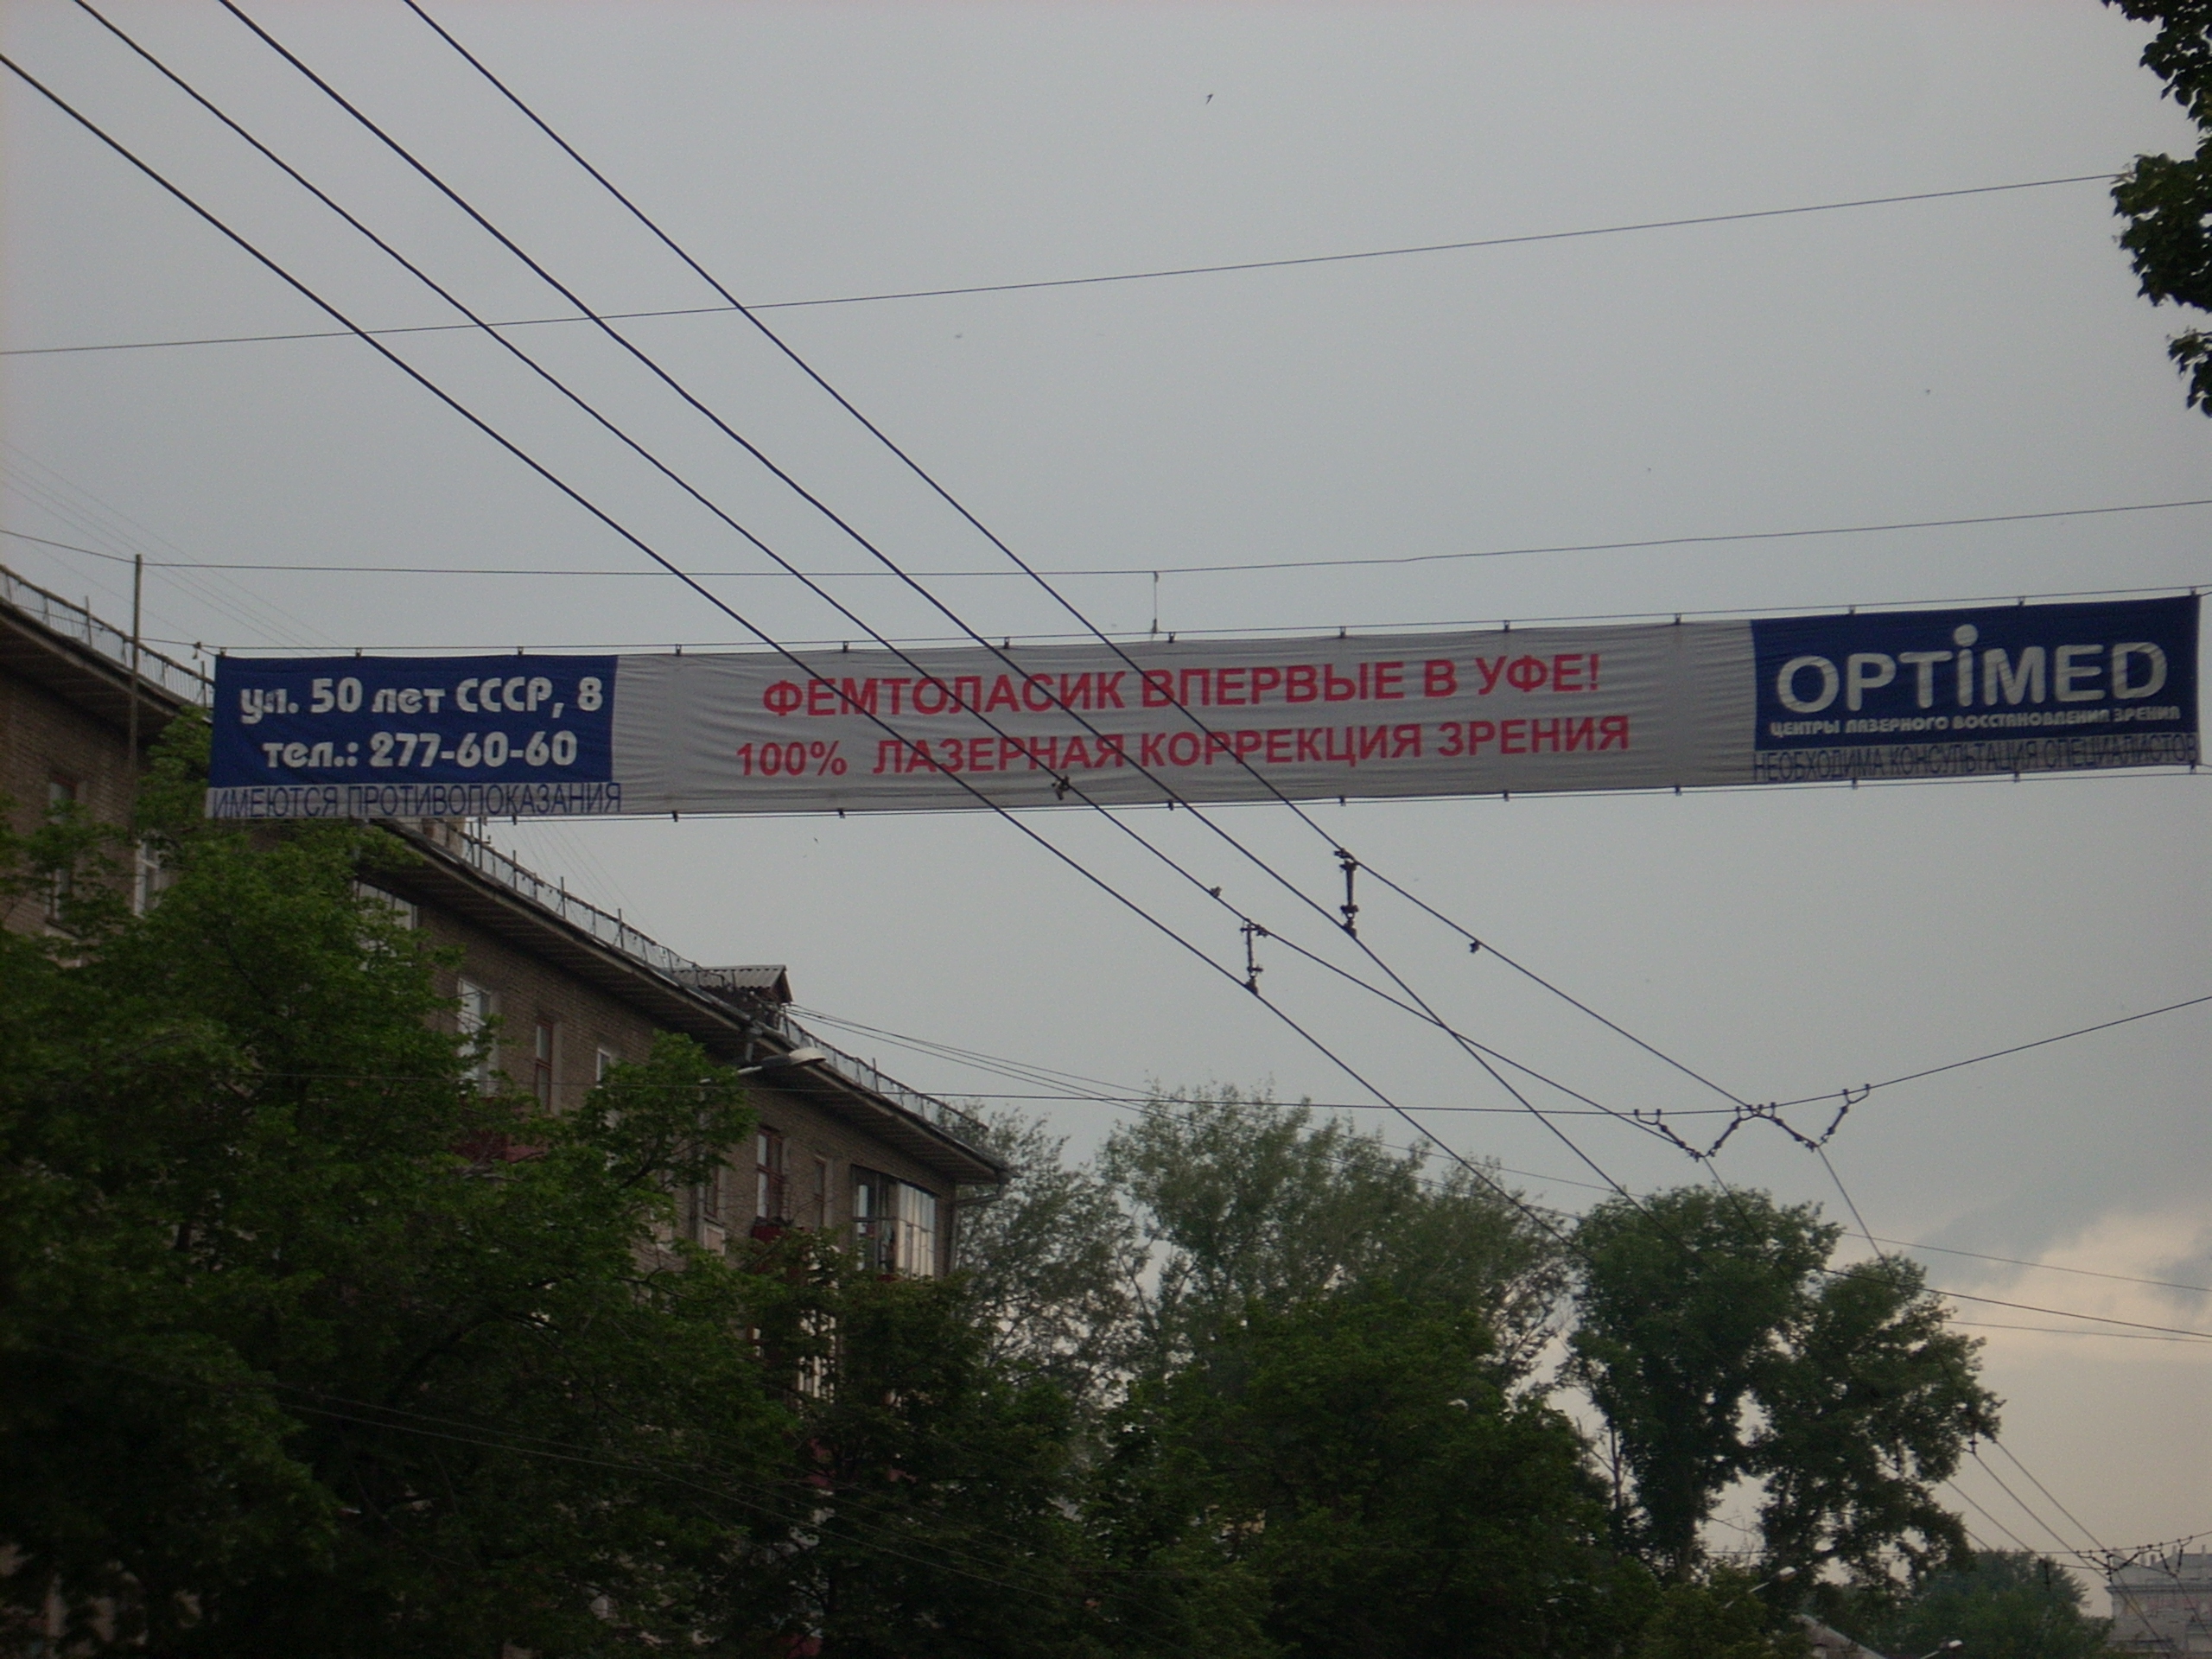 ул. 50 лет СССР, 8
тел.: 277-60-60
ИМЕЮТСЯ ПРОТИВОПОКАЗАНИЯ
ФЕМТОЛАСИК ВПЕРВЫЕ В УФЕ!
100% ЛАЗЕРНАЯ КОРРЕКЦИЯ ЗРЕНИЯ
OPTiMED
ЦЕНТРЫ ЛАЗЕРНОГО ВОССТАНОВЛЕНИЯ ЗРЕНИЯ
НЕОБХОДИМА КОНСУЛЬТАЦИЯ СПЕЦИАЛИСТОВ